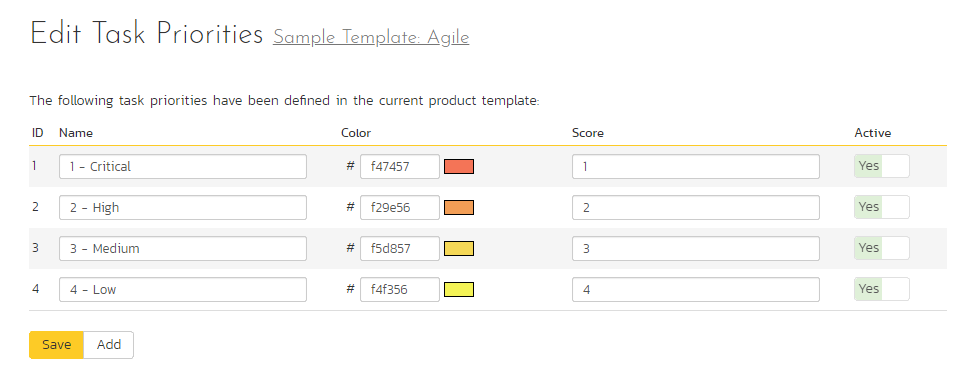 Edit Task Priorities Sample Template: Agile
The following task priorities have been defined in the current product template:
ID Name Color Score Active
1 1 - Critical # f47457 1 Yes
2 2 - High # f29e56 2 Yes
3 3 - Medium # f5d857 3 Yes
4 4 - Low # f4f356 4 Yes
Save Add